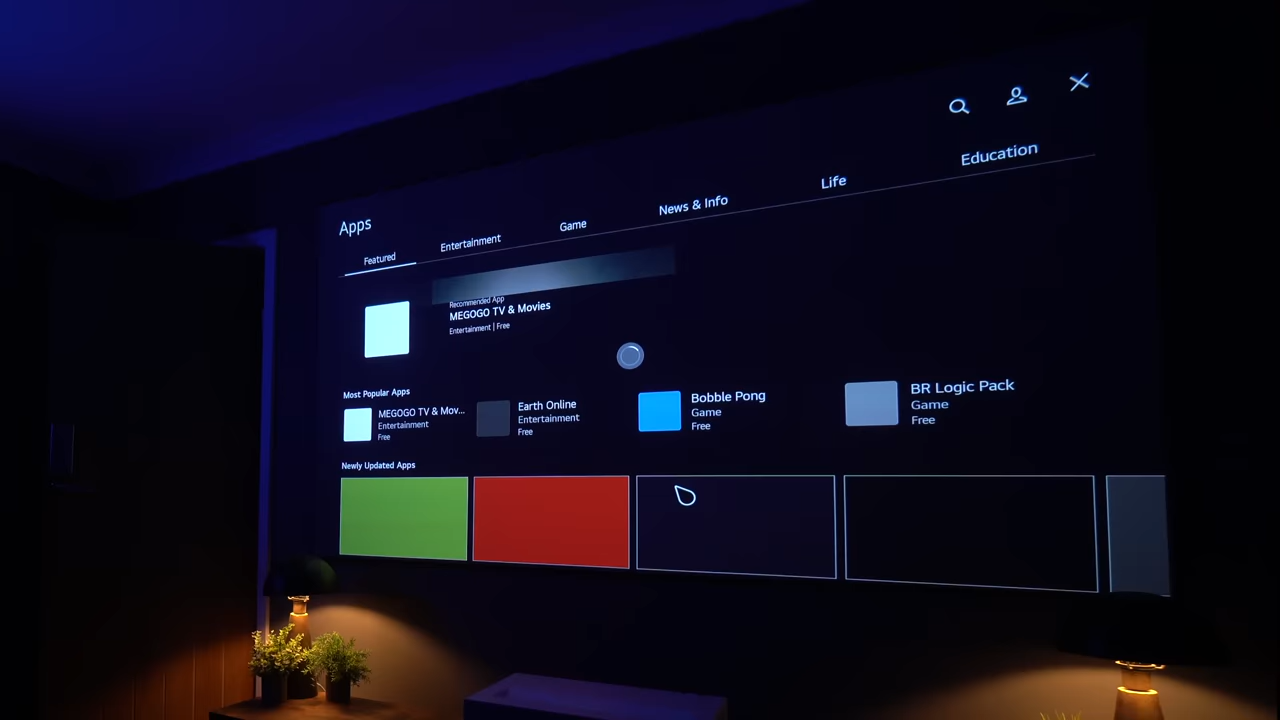 Apps
Featured
Entertainment
Game
News & Info
Life
Education
Recommended App
MEGOGO TV & Movies
Entertainment | Free
Most Popular Apps
MEGOGO TV & Mov...
Entertainment
Free
Earth Online
Entertainment
Free
Bobble Pong
Game
Free
BR Logic Pack
Game
Free
Newly Updated Apps